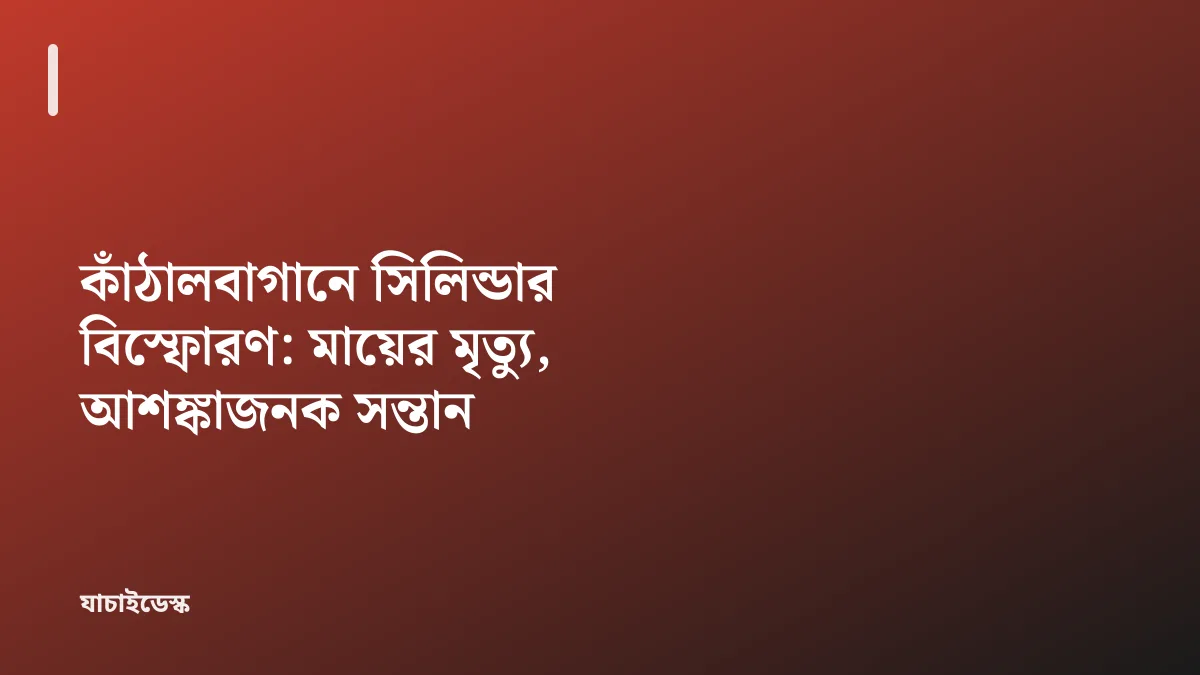 কাঁঠালবাগানে সিলিন্ডার
বিস্ফোরণ: মায়ের মৃত্যু,
আশঙ্কাজনক সন্তান
যাচাইডেস্ক